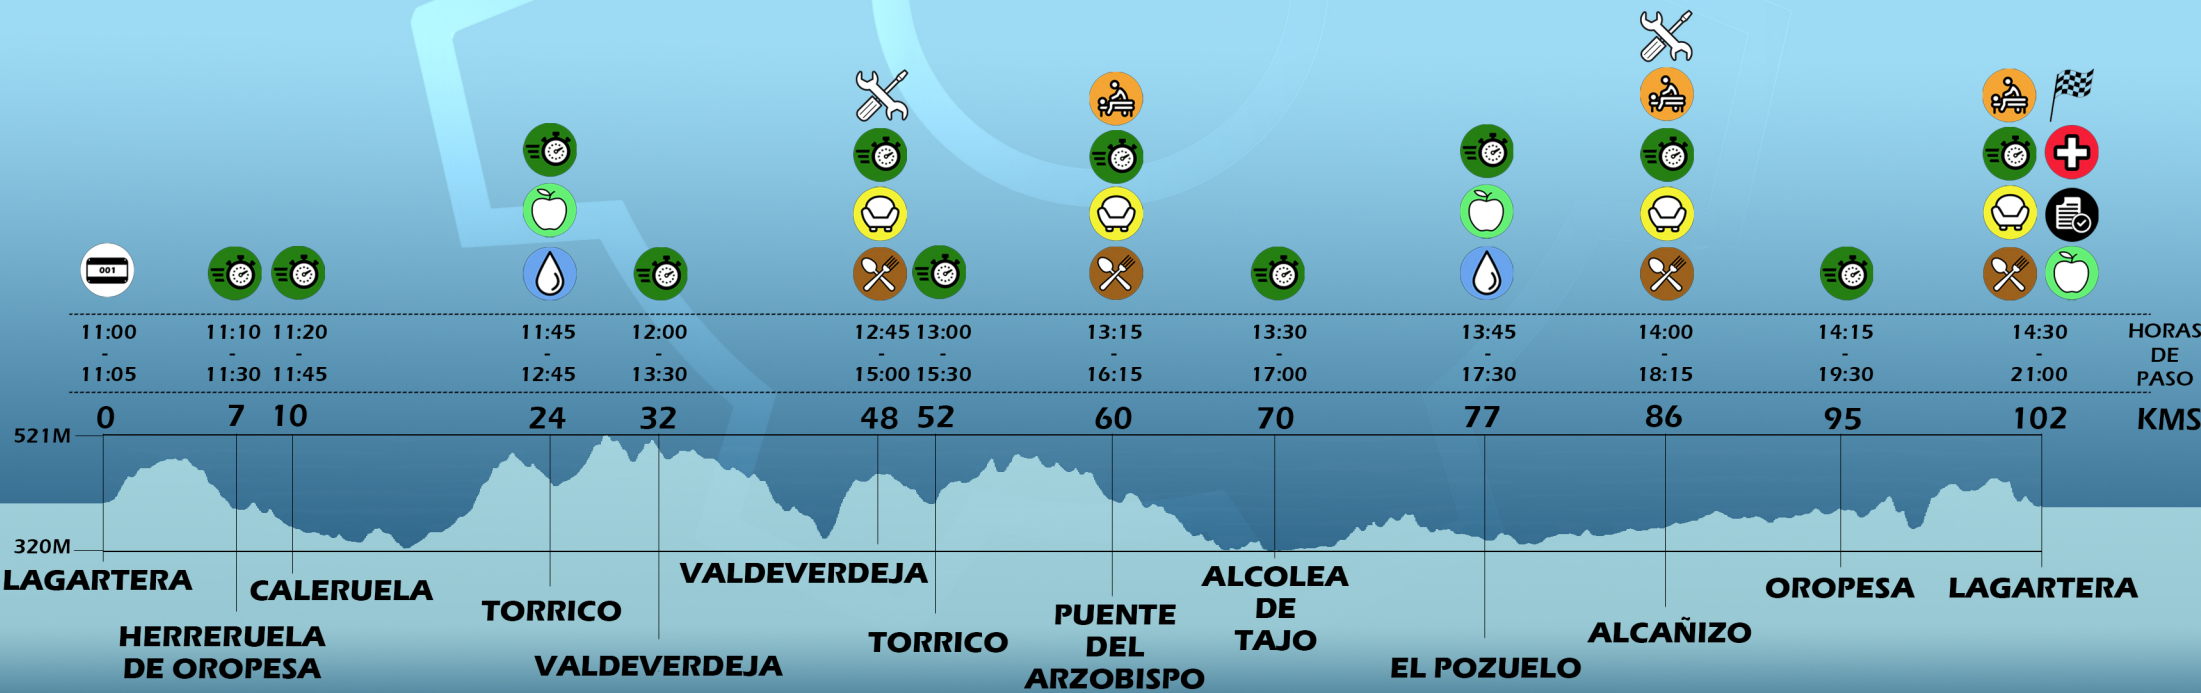 001
11:00 11:10 11:20 11:45 12:00 12:45 13:00 13:15 13:30 13:45 14:00 14:15 14:30 HORAS
- - - - - - - - - - - - - DE
11:05 11:30 11:45 12:45 13:30 15:00 15:30 16:15 17:00 17:30 18:15 19:30 21:00 PASO
0 7 10 24 32 48 52 60 70 77 86 95 102 KMS
521M
320M
LAGARTERA
HERRERUELA
DE OROPESA
CALERUELA
TORRICO
VALDEVERDEJA
VALDEVERDEJA
TORRICO
PUENTE
DEL
ARZOBISPO
ALCOLEA
DE
TAJO
EL POZUELO
ALCAÑIZO
OROPESA
LAGARTERA